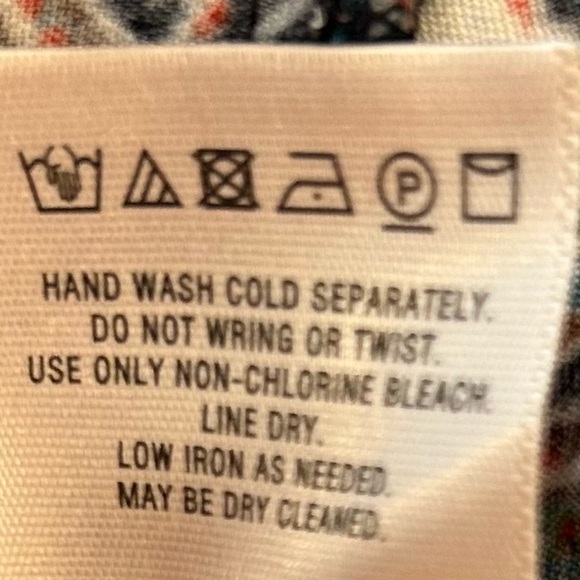 P
HAND WASH COLD SEPARATELY.
DO NOT WRING OR TWIST.
USE ONLY NON-CHLORINE BLEACH.
LINE DRY.
LOW IRON AS NEEDED.
MAY BE DRY CLEANED.